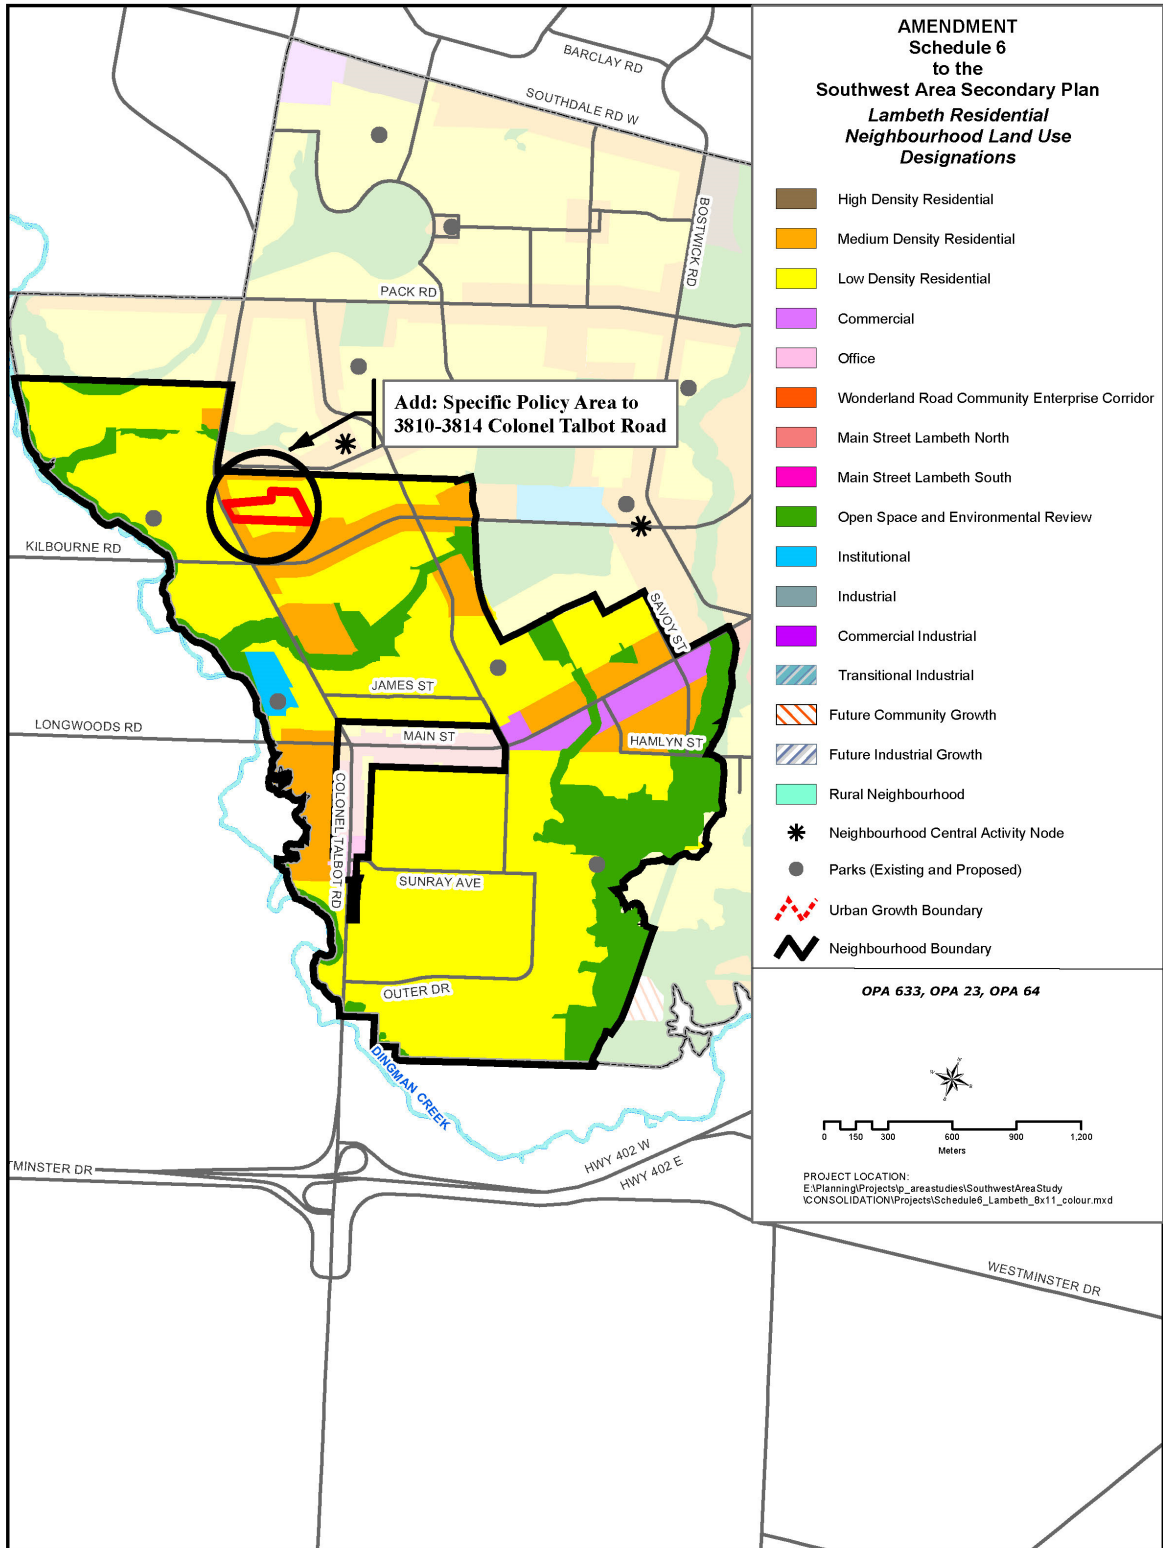 AMENDMENT
Schedule 6
to the
Southwest Area Secondary Plan
Lambeth Residential
Neighbourhood Land Use
Designations
High Density Residential
Medium Density Residential
Low Density Residential
Commercial
Office
Wonderland Road Community Enterprise Corridor
Main Street Lambeth North
Main Street Lambeth South
Open Space and Environmental Review
Institutional
Industrial
Commercial Industrial
Transitional Industrial
Future Community Growth
Future Industrial Growth
Rural Neighbourhood
Neighbourhood Central Activity Node
Parks (Existing and Proposed)
Urban Growth Boundary
Neighbourhood Boundary
OPA 633, OPA 23, OPA 64
0 150 300 600 900 1,200
Meters
PROJECT LOCATION:
E:\Planning\Projects\p_areastudies\SouthwestAreaStudy
\CONSOLIDATION\Projects\Schedule6_Lambeth_8x11_colour.mxd
BARCLAY RD
SOUTHDALE RD W
BOSTWICK RD
PACK RD
Add: Specific Policy Area to
3810-3814 Colonel Talbot Road
KILBOURNE RD
SAVOY ST
JAMES ST
LONGWOODS RD
MAIN ST
HAMLYN ST
COLONEL TALBOT RD
SUNRAY AVE
OUTER DR
DINGMAN CREEK
HWY 402 W
HWY 402 E
TMINSTER DR
WESTMINSTER DR